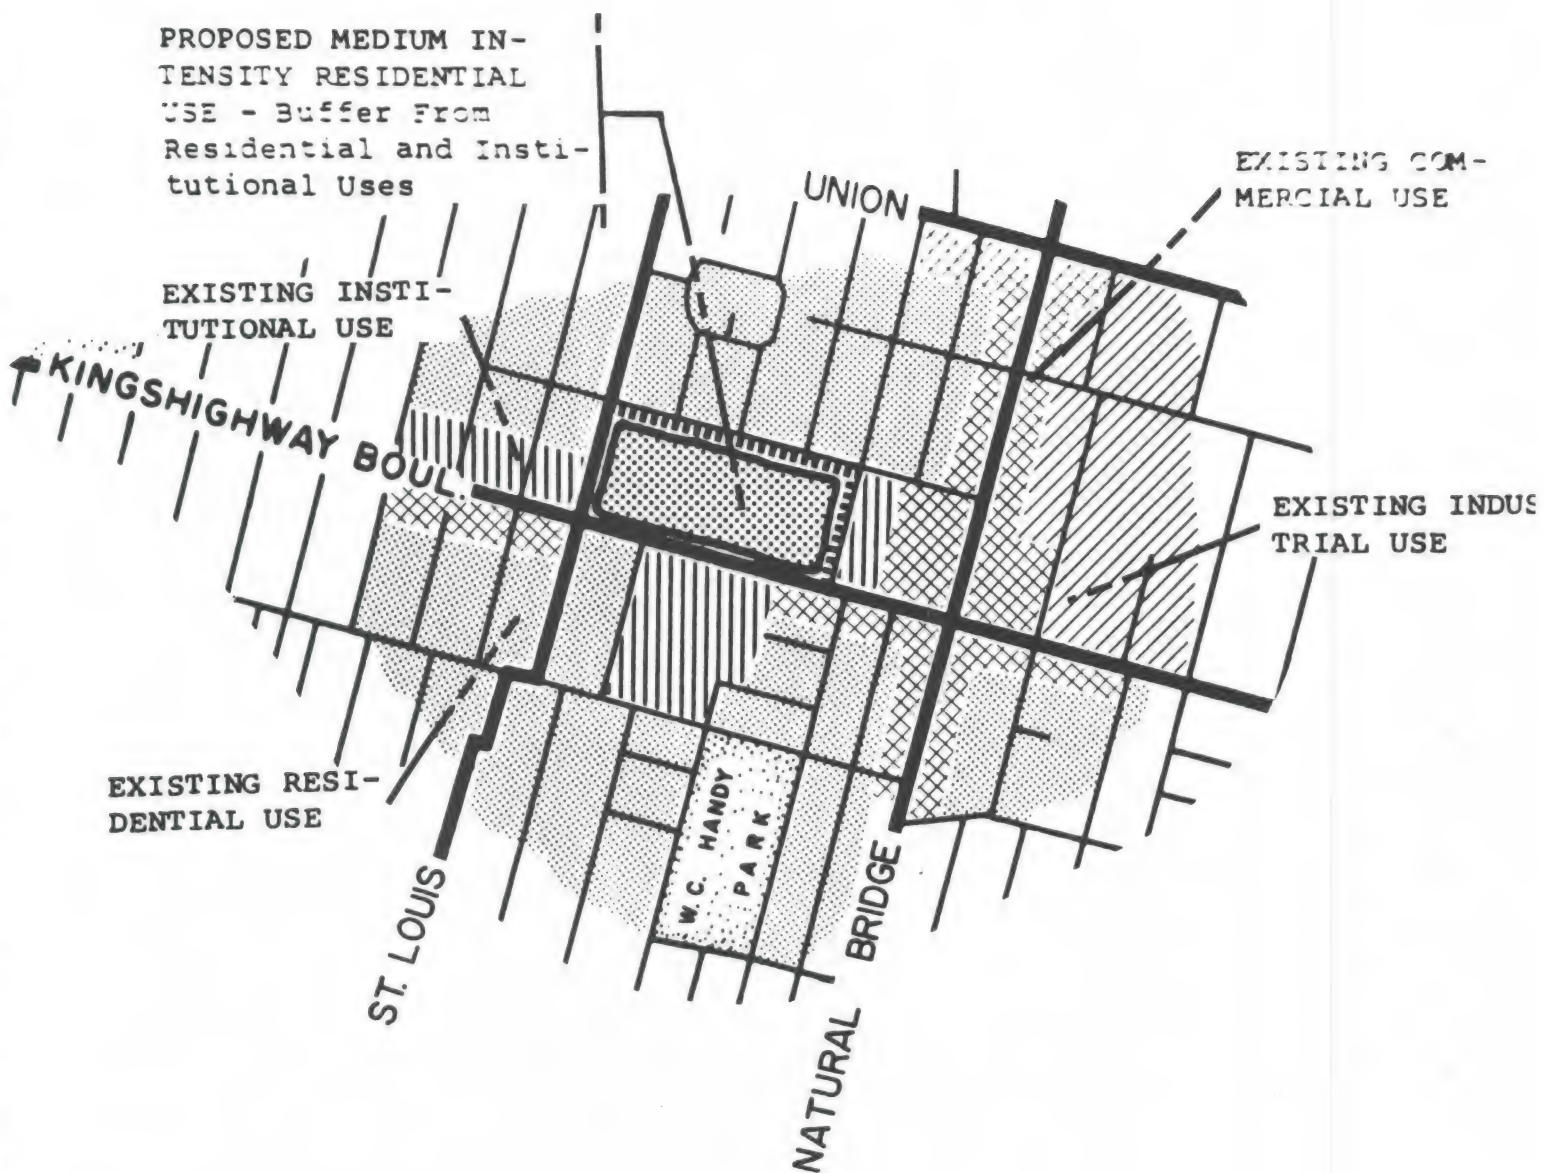 PROPOSED MEDIUM IN-
TENSITY RESIDENTIAL
USE - Buffer From
Residential and Insti-
tutional Uses
UNION
EXISTING COM-
MERCIAL USE
EXISTING INSTI-
TUTIONAL USE
KINGSHIGHWAY BOUL.
EXISTING INDUS
TRIAL USE
EXISTING RESI-
DENTIAL USE
W.C. HANDY
PARK
ST. LOUIS
NATURAL BRIDGE